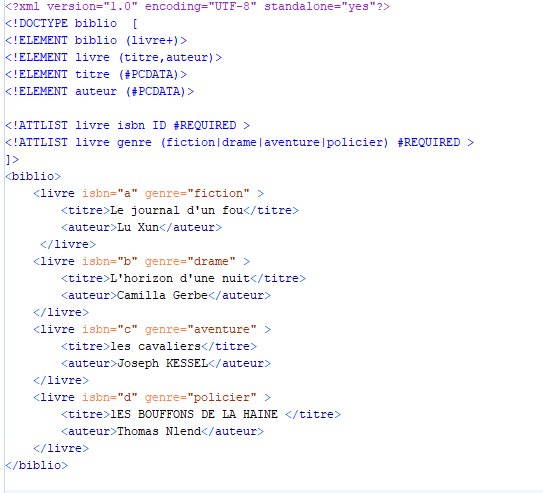 <?xml version="1.0" encoding="UTF-8" standalone="yes"?>
<!DOCTYPE biblio  [
<!ELEMENT biblio (livre+)>
<!ELEMENT livre (titre,auteur)>
<!ELEMENT titre (#PCDATA)>
<!ELEMENT auteur (#PCDATA)>

<!ATTLIST livre isbn ID #REQUIRED >
<!ATTLIST livre genre (fiction|drame|aventure|policier) #REQUIRED >
]>
<biblio>
    <livre isbn="a" genre="fiction" >
        <titre>Le journal d'un fou</titre>
        <auteur>Lu Xun</auteur>
     </livre>
    <livre isbn="b" genre="drame" >
        <titre>L'horizon d'une nuit</titre>
        <auteur>Camilla Gerbe</auteur>
    </livre>
    <livre isbn="c" genre="aventure" >
        <titre>les cavaliers</titre>
        <auteur>Joseph KESSEL</auteur>
    </livre>
    <livre isbn="d" genre="policier" >
        <titre>lES BOUFFONS DE LA HAINE </titre>
        <auteur>Thomas Nlend</auteur>
    </livre>
</biblio>